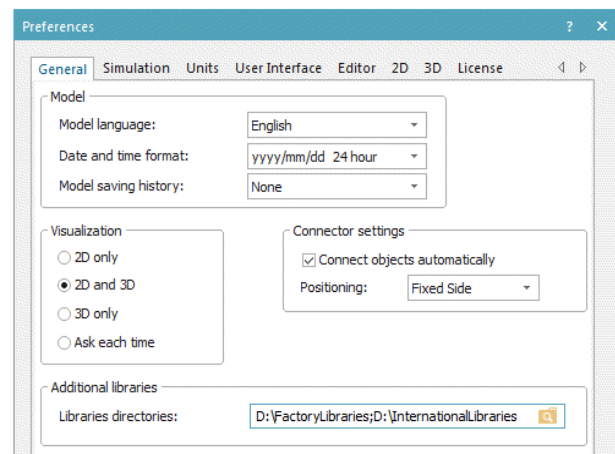 Preferences ? ×
General Simulation Units User Interface Editor 2D 3D License
Model
Model language: English
Date and time format: yyyy/mm/dd 24 hour
Model saving history: None
Visualization
2D only
2D and 3D
3D only
Ask each time
Connector settings
Connect objects automatically
Positioning: Fixed Side
Additional libraries
Libraries directories: D:\FactoryLibraries;D:\InternationalLibraries